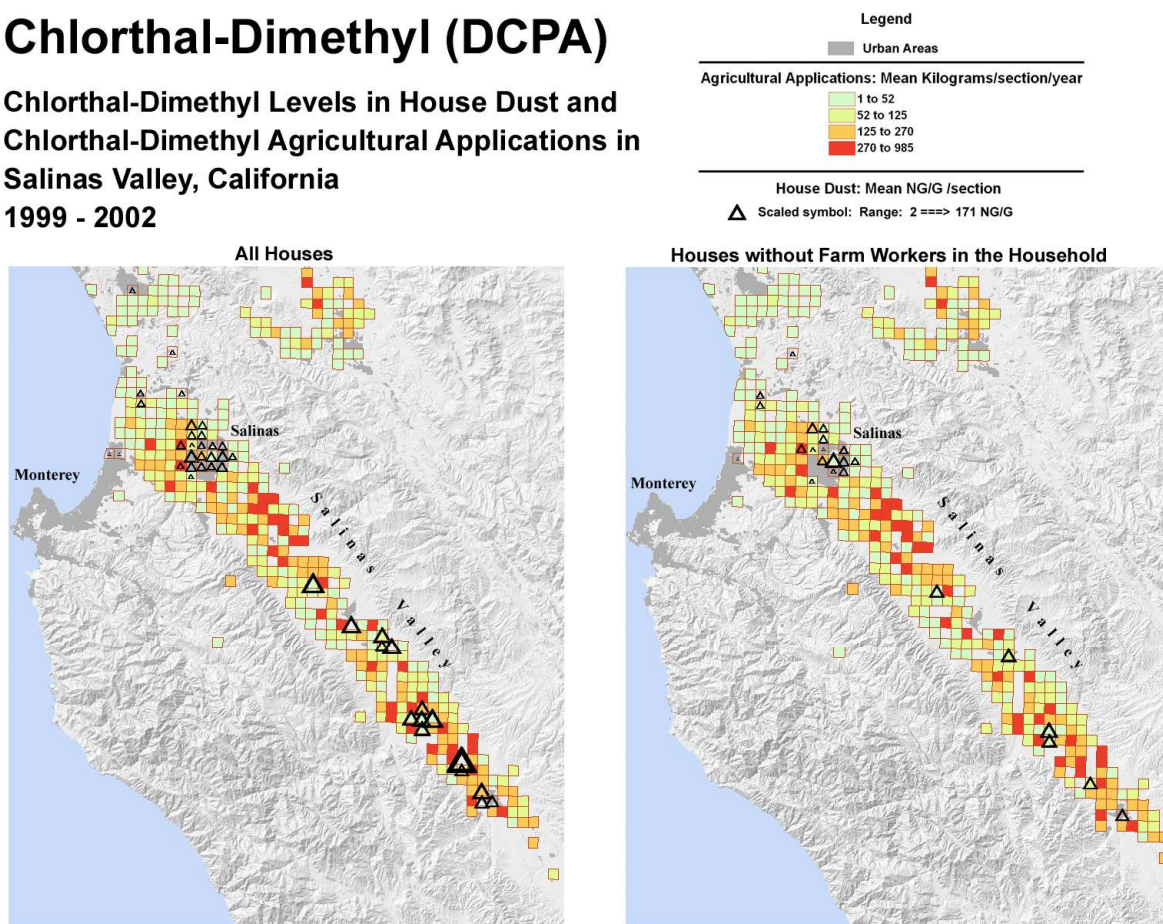 Chlorthal-Dimethyl (DCPA)
Chlorthal-Dimethyl Levels in House Dust and
Chlorthal-Dimethyl Agricultural Applications in
Salinas Valley, California
1999 - 2002
Legend
Urban Areas
Agricultural Applications: Mean Kilograms/section/year
1 to 52
52 to 125
125 to 270
270 to 985
House Dust: Mean NG/G /section
Scaled symbol: Range: 2 ===> 171 NG/G
All Houses
Salinas
Monterey
Salinas
Valley
Houses without Farm Workers in the Household
Salinas
Monterey
Salinas
Valley